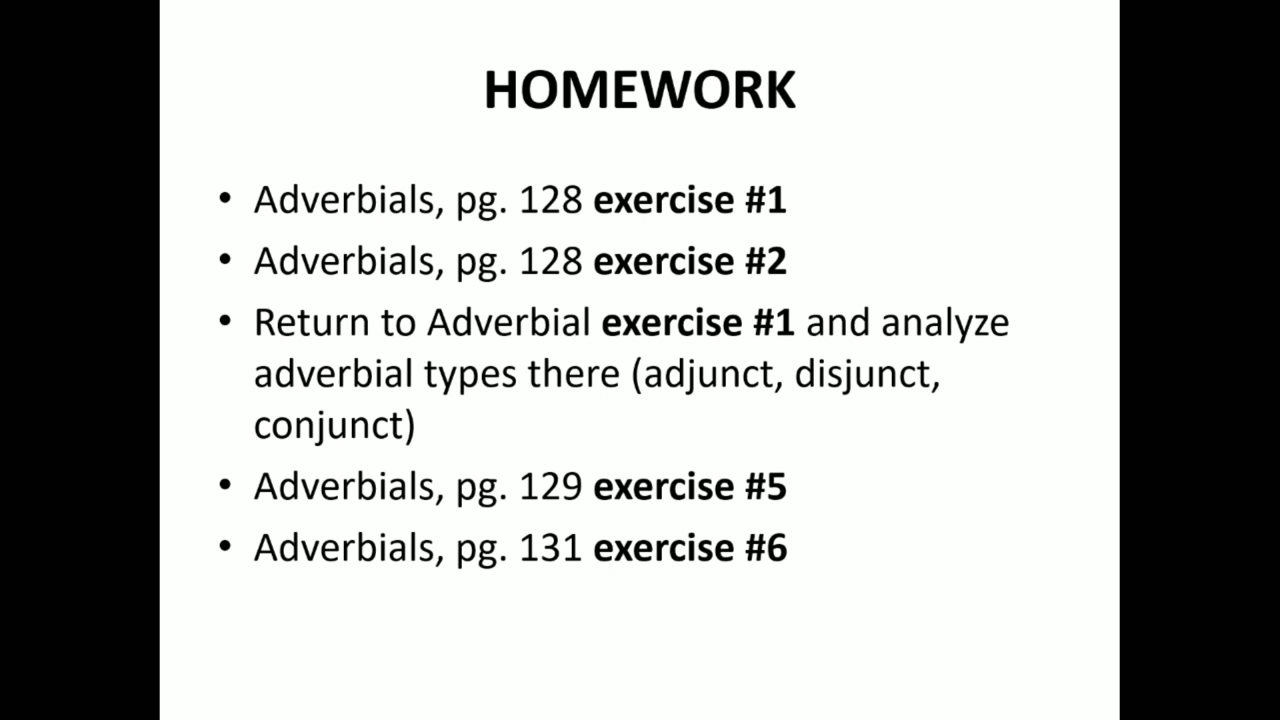 HOMEWORK
• Adverbials, pg. 128 exercise #1
• Adverbials, pg. 128 exercise #2
• Return to Adverbial exercise #1 and analyze
adverbial types there (adjunct, disjunct,
conjunct)
• Adverbials, pg. 129 exercise #5
• Adverbials, pg. 131 exercise #6